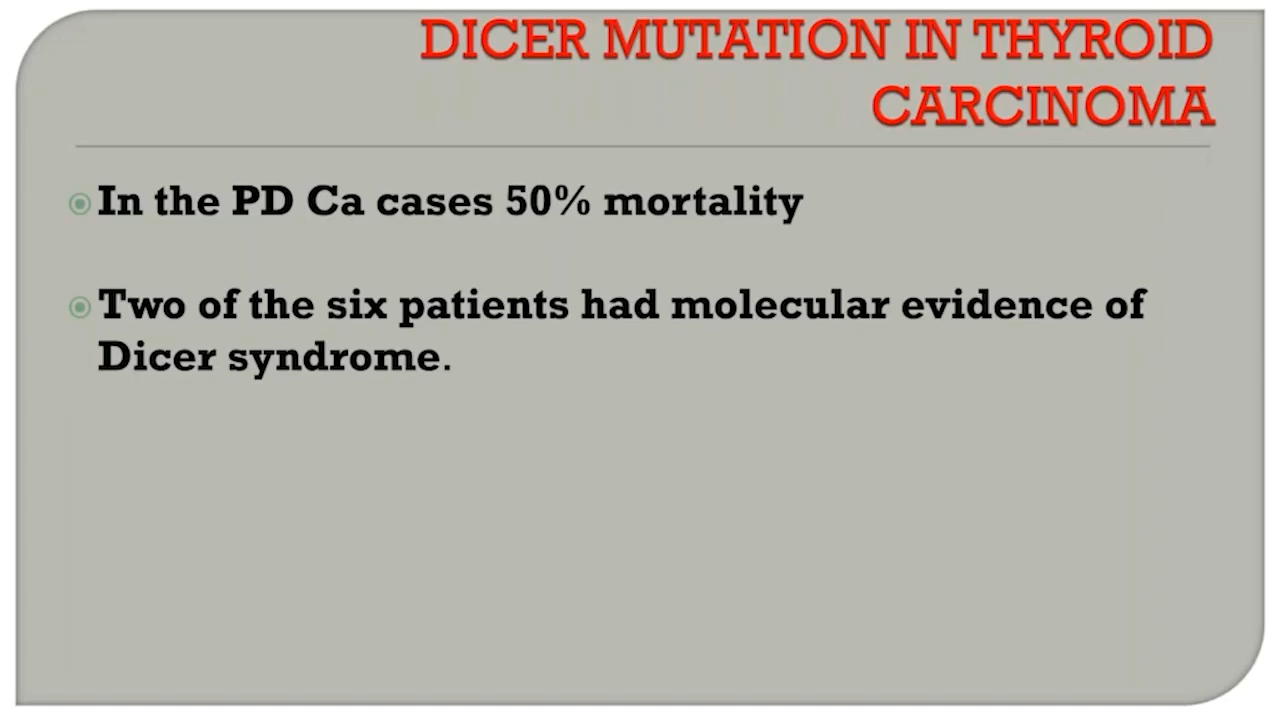 DICER MUTATION IN THYROID
CARCINOMA
In the PD Ca cases 50% mortality
Two of the six patients had molecular evidence of
Dicer syndrome.